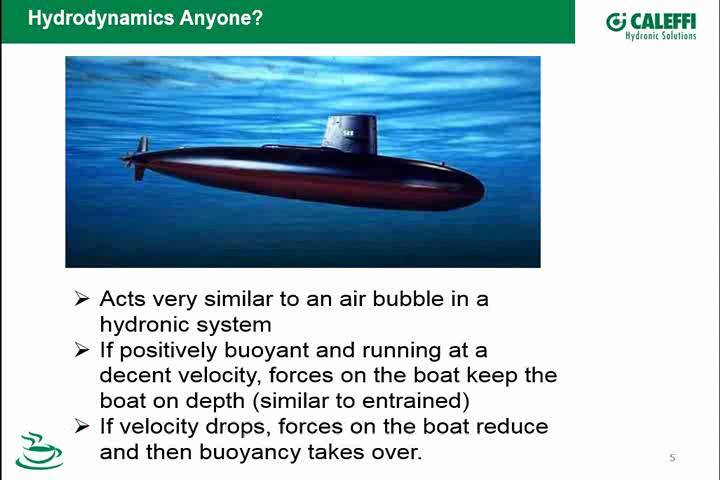 Hydrodynamics Anyone?
CALEFFI
Hydronic Solutions
➢ Acts very similar to an air bubble in a
hydronic system
➢ If positively buoyant and running at a
decent velocity, forces on the boat keep the
boat on depth (similar to entrained)
➢ If velocity drops, forces on the boat reduce
and then buoyancy takes over.
5